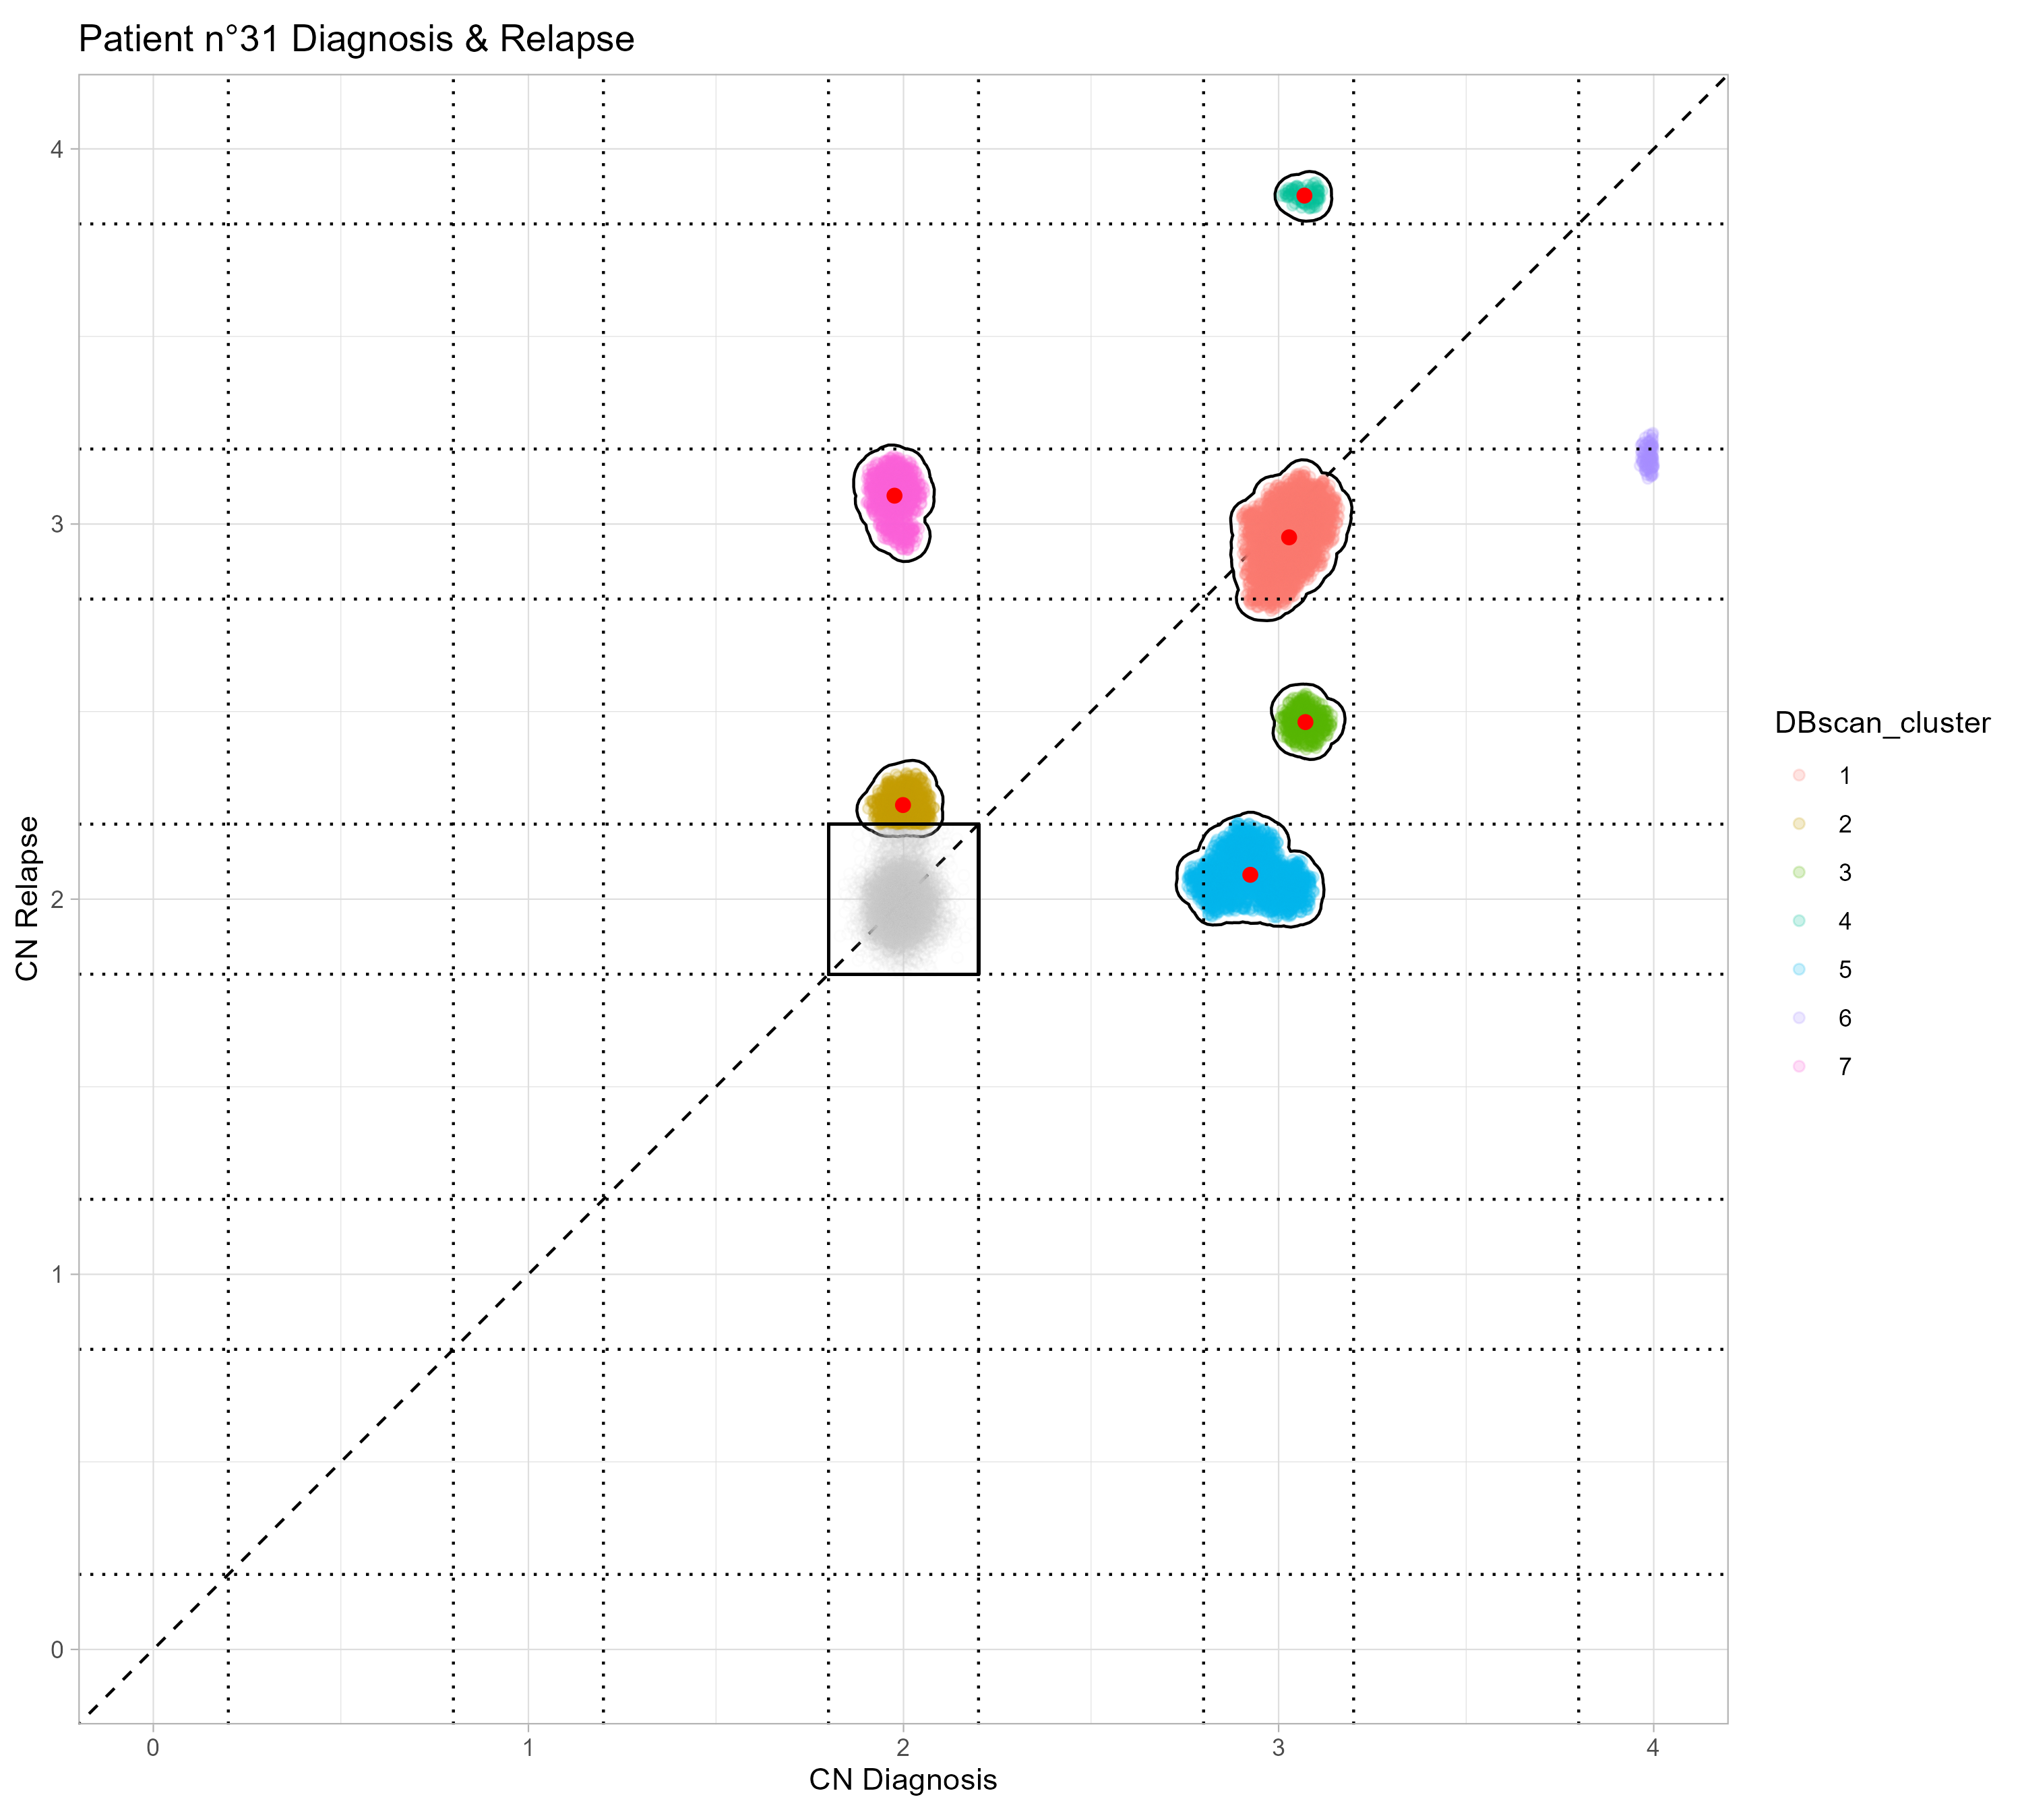 Patient n°31 Diagnosis & Relapse
CN Relapse
4
3
2
1
0
0 1 2 3 4
CN Diagnosis
DBscan_cluster
1
2
3
4
5
6
7